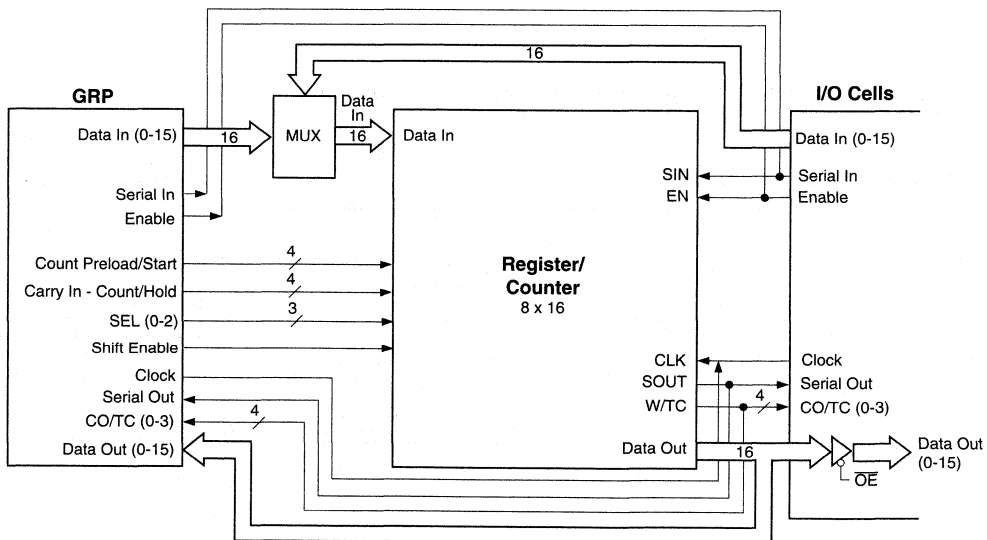 GRP
I/O Cells
16
Data In (0-15)
16
MUX
Data
In
16
Data In
Data In (0-15)
Serial In
Enable
SIN
EN
Serial In
Enable
Count Preload/Start
4
Carry In - Count/Hold
4
SEL (0-2)
3
Shift Enable
Register/
Counter
8 x 16
Clock
Serial Out
CO/TC (0-3)
4
Data Out (0-15)
CLK
SOUT
W/TC
Data Out
Clock
Serial Out
4
CO/TC (0-3)
16
OE
Data Out
(0-15)